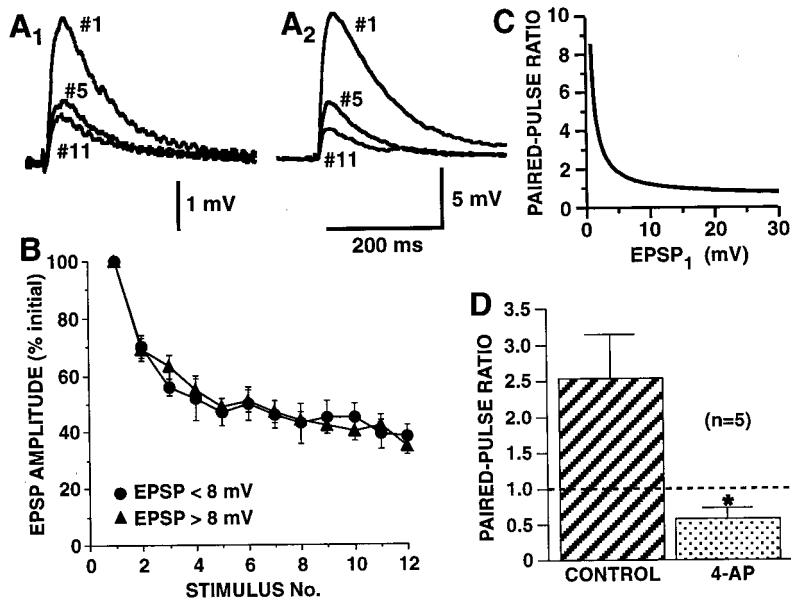 A1
#1
#5
#11
1 mV
A2
#1
#5
#11
5 mV
200 ms
B
EPSP AMPLITUDE (% initial)
100
80
60
40
20
0
0 2 4 6 8 10 12
STIMULUS No.
EPSP < 8 mV
EPSP > 8 mV
C
PAIRED-PULSE RATIO
10
8
6
4
2
0
0 10 20 30
EPSP1 (mV)
D
PAIRED-PULSE RATIO
3.5
3.0
2.5
2.0
1.5
1.0
0.5
0
(n=5)
*
CONTROL 4-AP